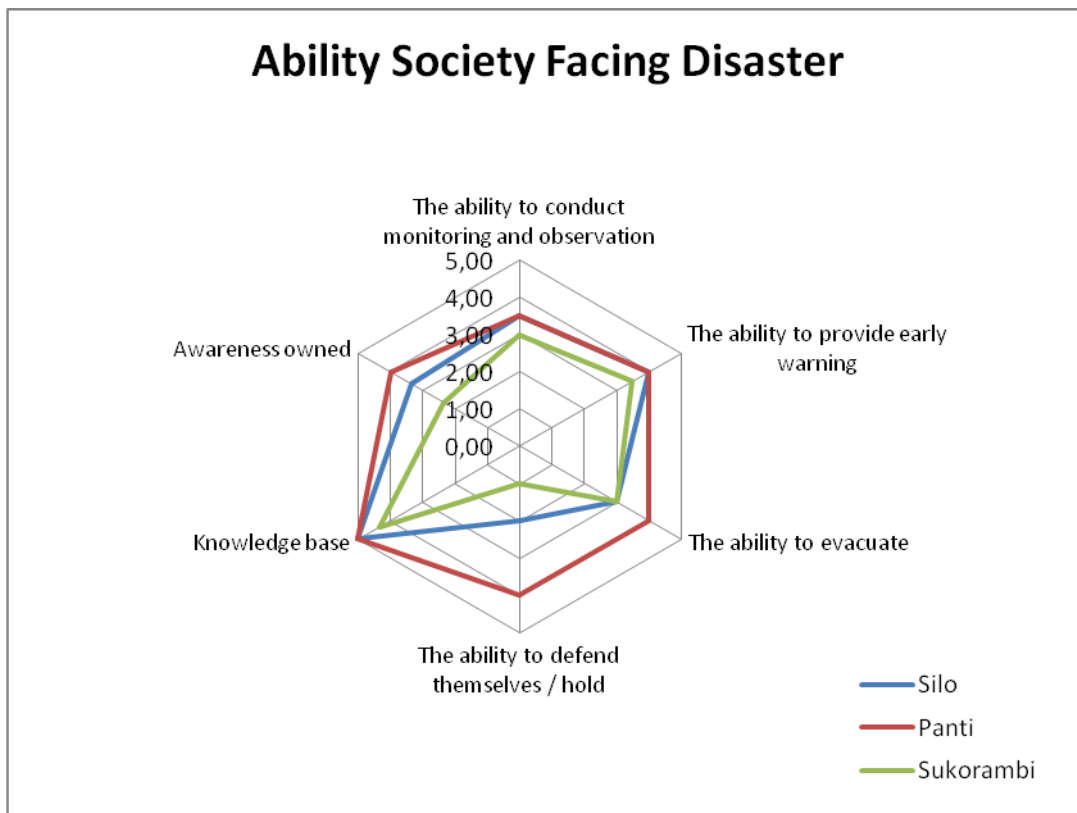 Ability Society Facing Disaster
The ability to conduct
monitoring and observation
5,00
4,00
3,00
2,00
1,00
0,00
The ability to provide early
warning
Awareness owned
Knowledge base
The ability to evacuate
The ability to defend
themselves / hold
Silo
Panti
Sukorambi